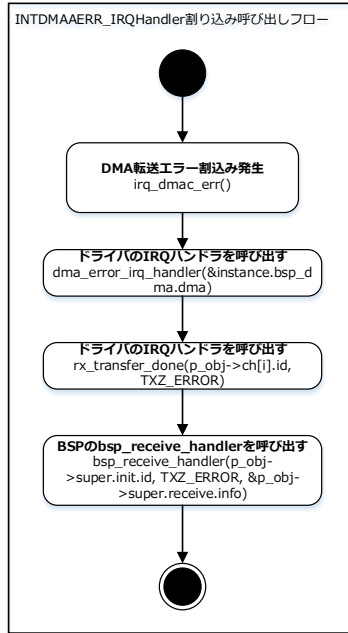 INTDMAAERR_IRQHandler割り込み呼び出しフロー
DMA転送エラー割込み発生
irq_dmac_err()
ドライバのIRQハンドラを呼び出す
dma_error_irq_handler(&instance.bsp_d
ma.dma)
ドライバのIRQハンドラを呼び出す
rx_transfer_done(p_obj->ch[i].id,
TXZ_ERROR)
BSPのbsp_receive_handlerを呼び出す
bsp_receive_handler(p_obj-
>super.init.id, TXZ_ERROR, &p_obj-
>super.receive.info)